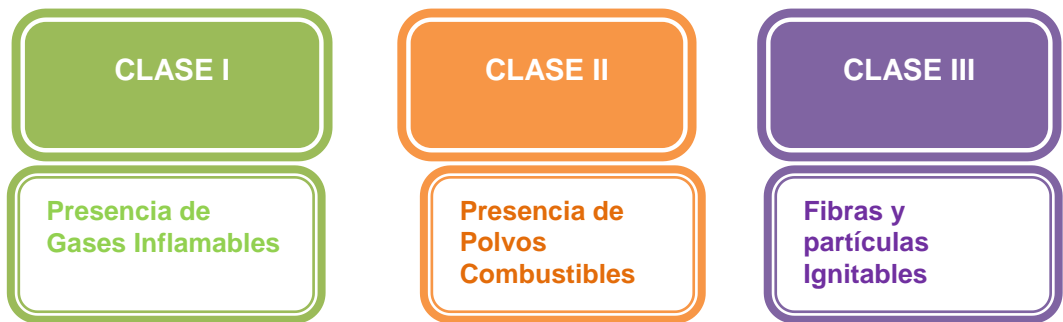 CLASE I
Presencia de
Gases Inflamables
CLASE II
Presencia de
Polvos
Combustibles
CLASE III
Fibras y
partículas
Ignitables